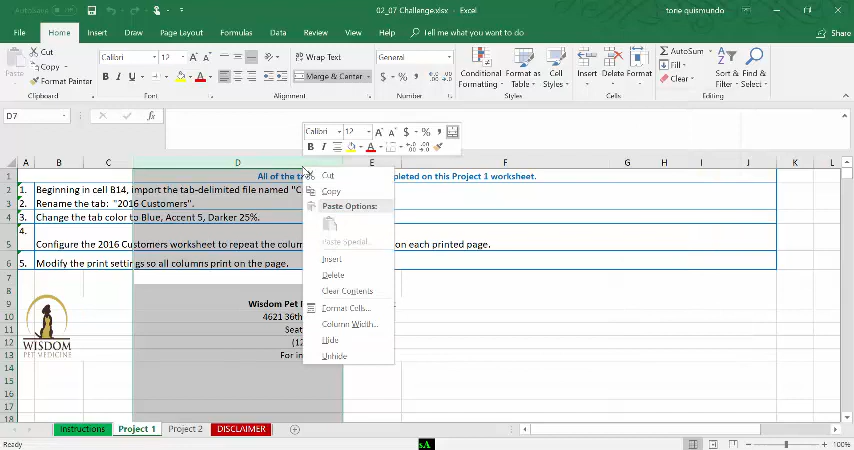 AutoSave Off
02_07 Challenge.xlsx - Excel
torie quismundo
File Home Insert Draw Page Layout Formulas Data Review View Help Tell me what you want to do Share
Paste
Cut
Copy
Format Painter
Clipboard
Calibri 12
B I U
Font
Wrap Text
Merge & Center
Alignment
General
$ % ,
Number
Conditional Formatting
Format as Table
Cell Styles
Styles
Insert Delete Format
Cells
AutoSum
Fill
Clear
Sort & Filter
Find & Select
Editing
D7
fx
Calibri 12 A A $ % ,
B I
A B C D E F G H I J K L
1 All of the ta
completed on this Project 1 worksheet.
2 1. Beginning in cell B14, import the tab-delimited file named "C
3 2. Rename the tab: "2016 Customers".
4 3. Change the tab color to Blue, Accent 5, Darker 25%.
4.
5 Configure the 2016 Customers worksheet to repeat the colum
on each printed page.
6 5. Modify the print settings so all columns print on the page.
7
8
9 Wisdom Pet
10 4621 36th
11 Seat
12 (12
13 For in
14
15
16
17
18
WISDOM
PET MEDICINE
Cut
Copy
Paste Options:
Paste Special...
Insert
Delete
Clear Contents
Format Cells...
Column Width...
Hide
Unhide
Instructions Project 1 Project 2 DISCLAIMER
Ready
sA
100%